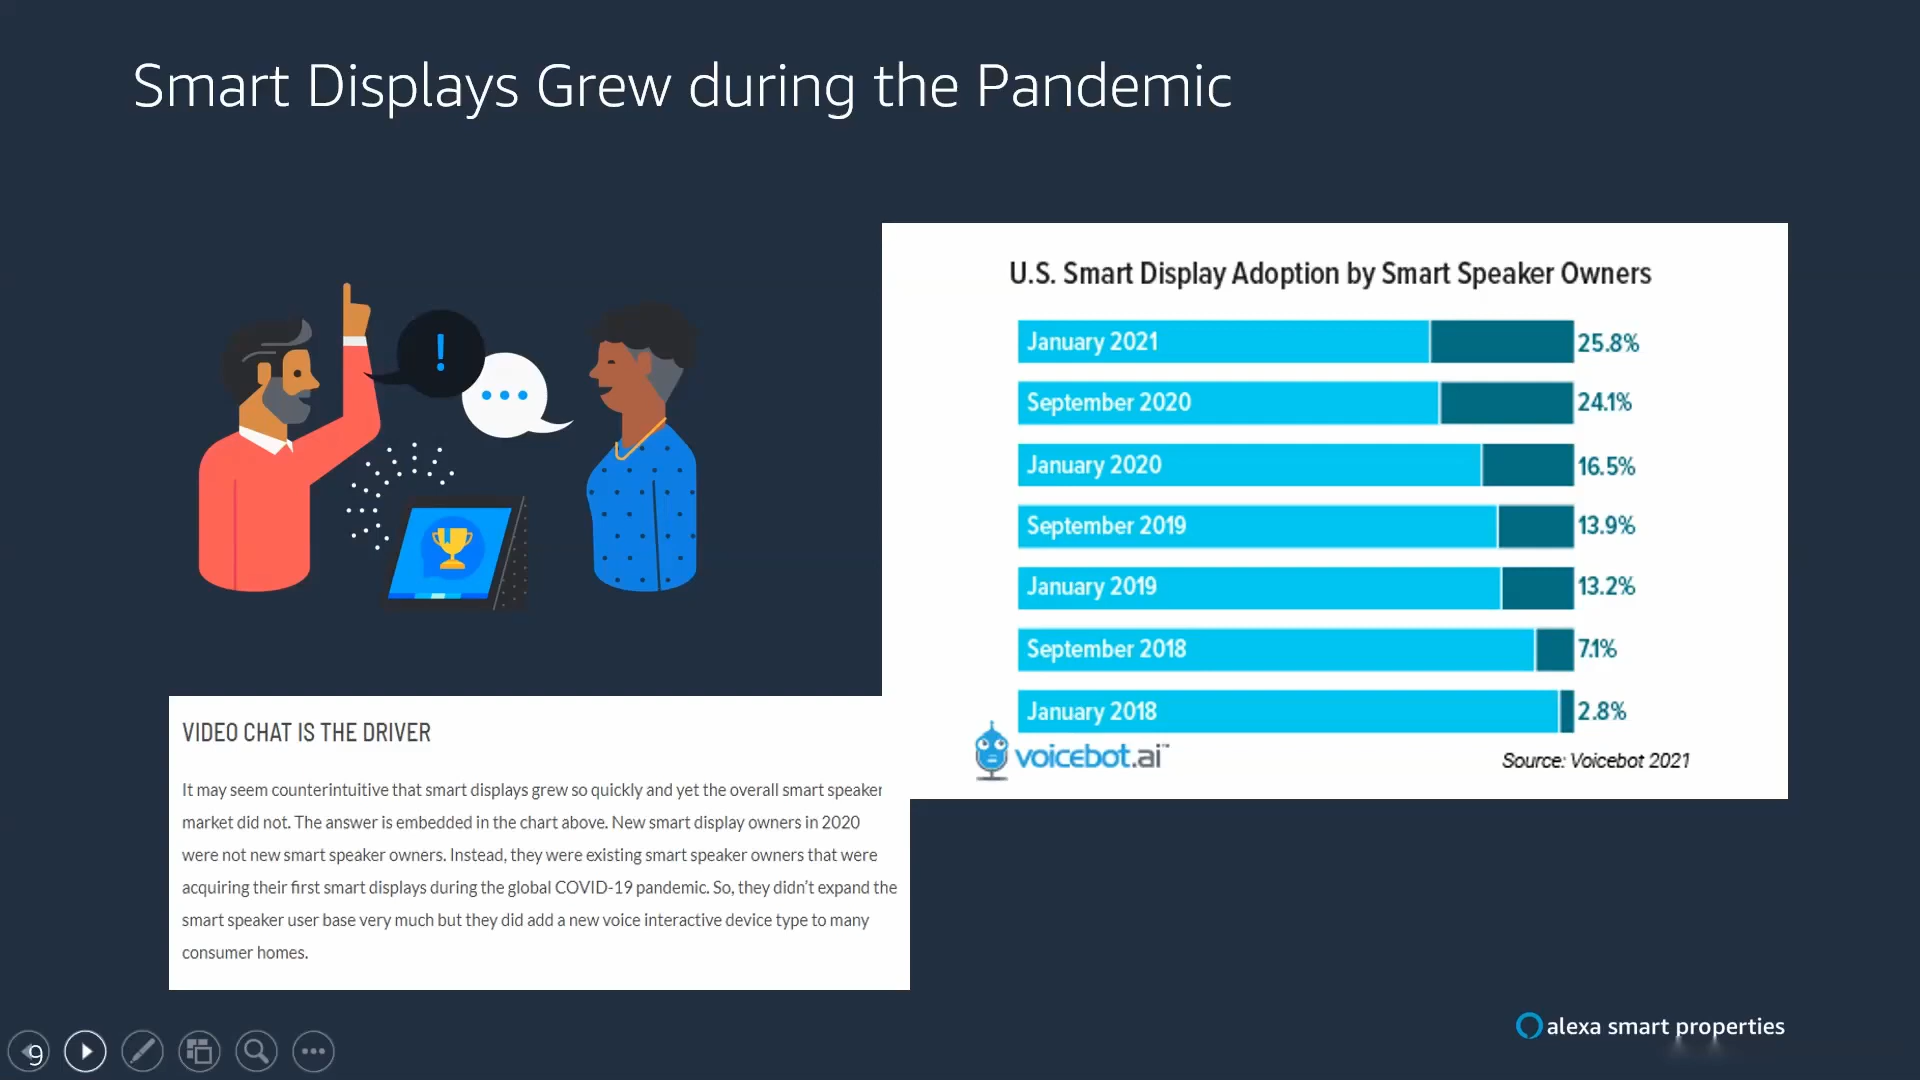 Smart Displays Grew during the Pandemic
!
U.S. Smart Display Adoption by Smart Speaker Owners
January 2021 25.8%
September 2020 24.1%
January 2020 16.5%
September 2019 13.9%
January 2019 13.2%
September 2018 7.1%
January 2018 2.8%
voicebot.ai™
Source: Voicebot 2021
VIDEO CHAT IS THE DRIVER
It may seem counterintuitive that smart displays grew so quickly and yet the overall smart speaker
market did not. The answer is embedded in the chart above. New smart display owners in 2020
were not new smart speaker owners. Instead, they were existing smart speaker owners that were
acquiring their first smart displays during the global COVID-19 pandemic. So, they didn't expand the
smart speaker user base very much but they did add a new voice interactive device type to many
consumer homes.
alexa smart properties
9